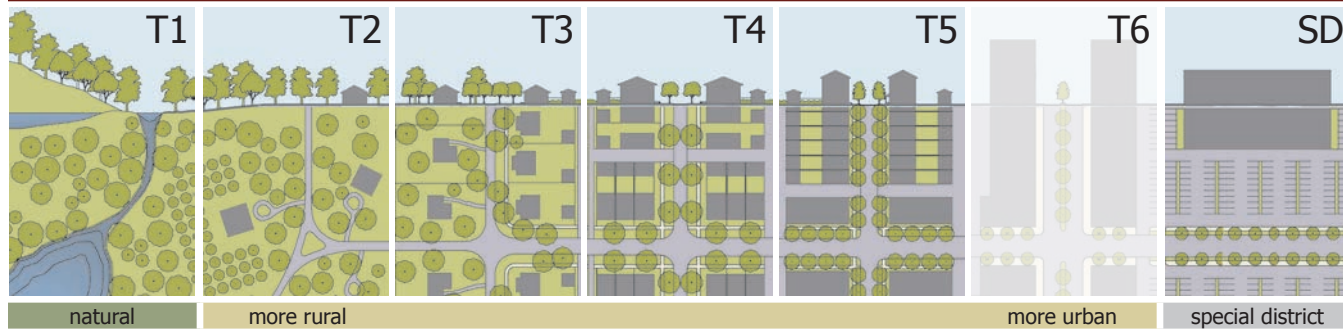 T1 T2 T3 T4 T5 T6 SD
natural more rural more urban special district